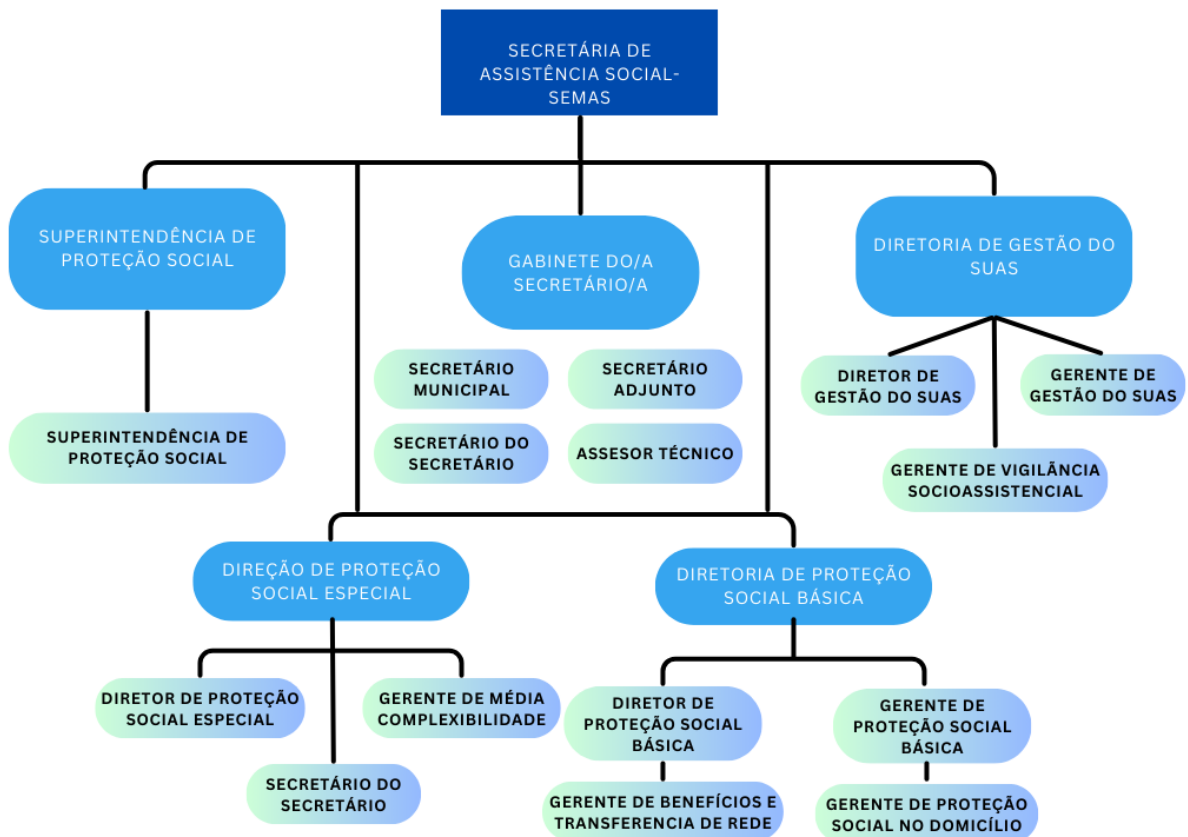 SECRETÁRIA DE
ASSISTÊNCIA SOCIAL-
SEMAS
SUPERINTENDÊNCIA DE
PROTEÇÃO SOCIAL
GABINETE DO/A
SECRETÁRIO/A
DIRETORIA DE GESTÃO DO
SUAS
SUPERINTENDÊNCIA DE
PROTEÇÃO SOCIAL
SECRETÁRIO
MUNICIPAL
SECRETÁRIO
ADJUNTO
SECRETÁRIO DO
SECRETÁRIO
ASSESOR TÉCNICO
DIRETOR DE
GESTÃO DO SUAS
GERENTE DE
GESTÃO DO SUAS
GERENTE DE VIGILÂNCIA
SOCIOASSISTENCIAL
DIREÇÃO DE PROTEÇÃO
SOCIAL ESPECIAL
DIRETORIA DE PROTEÇÃO
SOCIAL BÁSICA
DIRETOR DE PROTEÇÃO
SOCIAL ESPECIAL
GERENTE DE MÉDIA
COMPLEXIBILIDADE
SECRETÁRIO DO
SECRETÁRIO
DIRETOR DE
PROTEÇÃO SOCIAL
BÁSICA
GERENTE DE
PROTEÇÃO SOCIAL
BÁSICA
GERENTE DE BENEFÍCIOS E
TRANSFERENCIA DE REDE
GERENTE DE PROTEÇÃO
SOCIAL NO DOMICÍLIO